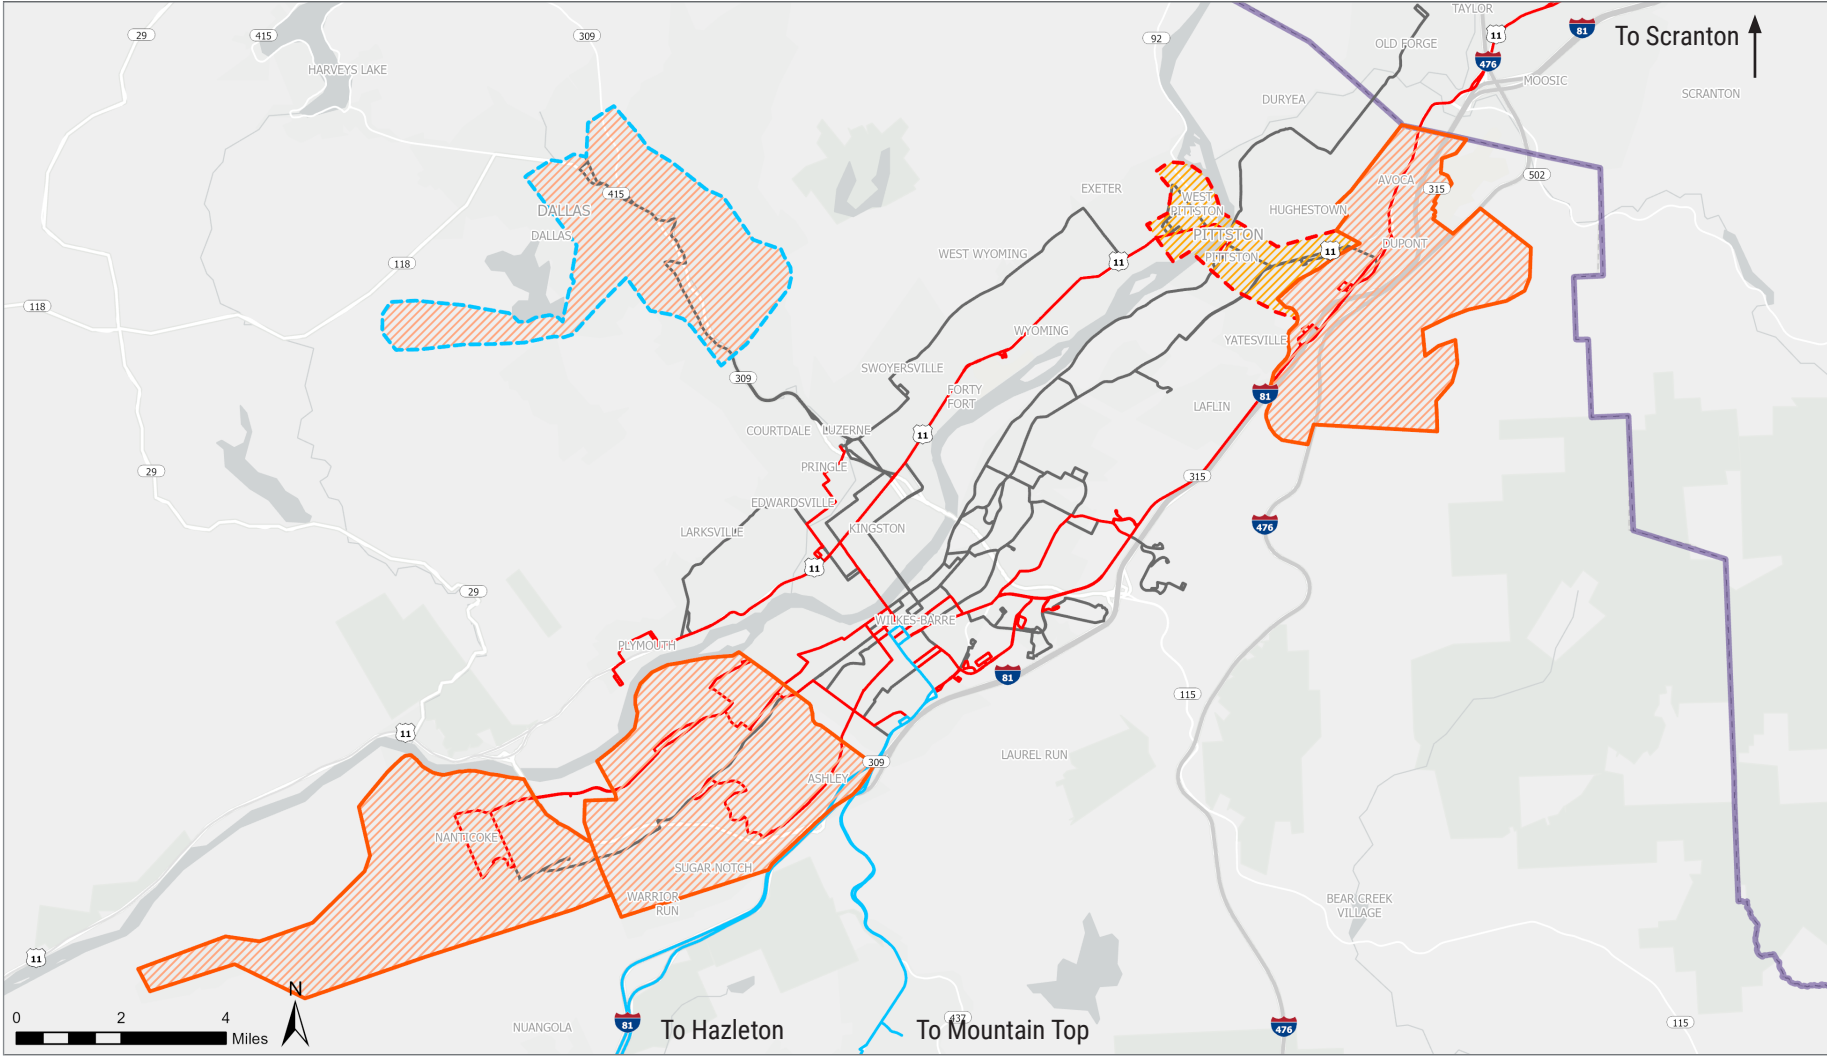 TAYLOR
29
415
309
92
OLD FORGE
11
81
To Scranton
476
HARVEYS LAKE
MOOSIC
SCRANTON
DURYEA
502
AVOCA
315
EXETER
415
WEST
PITTSTON
DALLAS
HUGHESTOWN
DALLAS
PITTSTON
DUPONT
11
WEST WYOMING
PITTSTON
118
11
118
WYOMING
YATESVILLE
SWOYERSVILLE
309
FORTY
FORT
81
LAFLIN
COURTDALE
LUZERNE
11
PRINGLE
29
315
EDWARDSVILLE
KINGSTON
476
LARKSVILLE
11
29
WILKES-BARRE
PLYMOUTH
81
115
11
LAUREL RUN
309
ASHLEY
NANTICOKE
SUGAR NOTCH
WARRIOR
RUN
BEAR CREEK
VILLAGE
11
N
0
2
4
Miles
NUANGOLA
81
To Hazleton
437
To Mountain Top
476
115